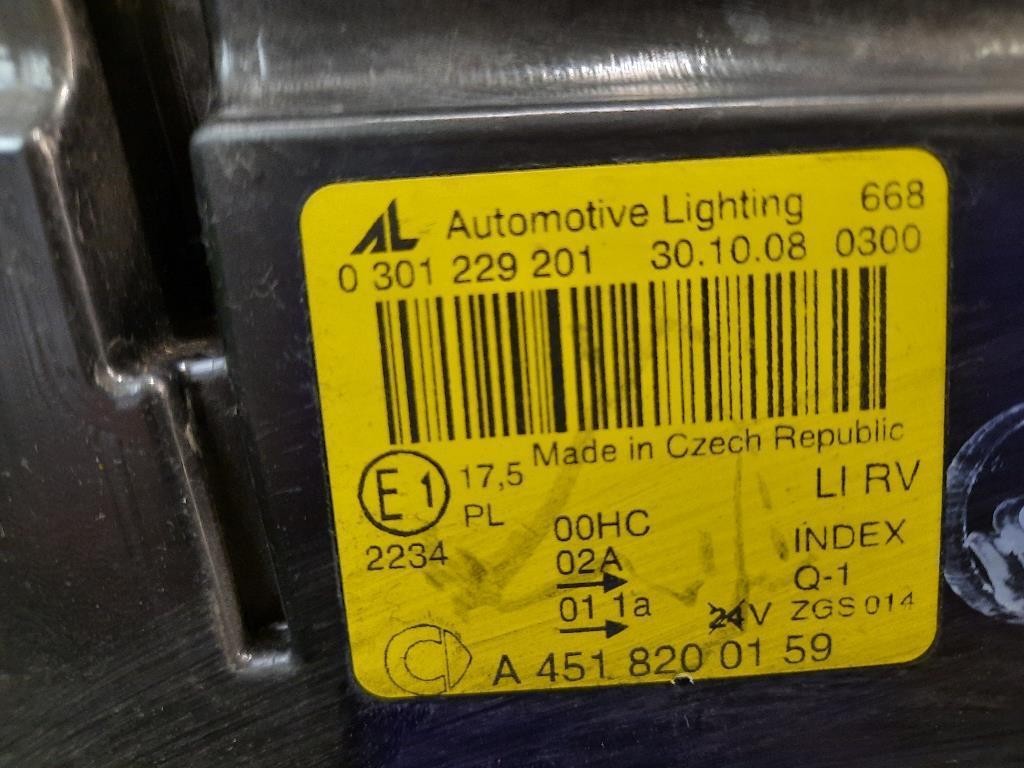 AL Automotive Lighting 668
0 301 229 201 30.10.08 0300
Made in Czech Republic
E1 17,5
PL
LI RV
2234
00HC
02A
01 1a
INDEX
Q-1
24V ZGS 014
A 451 820 01 59